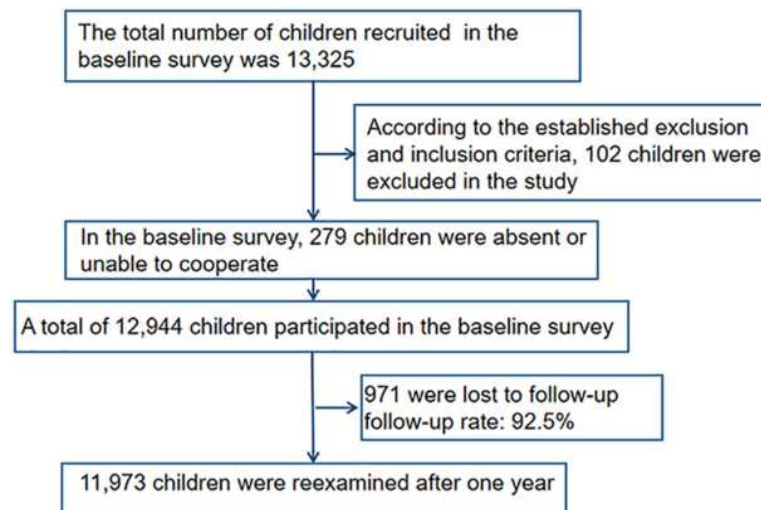 The total number of children recruited in the
baseline survey was 13,325
According to the established exclusion
and inclusion criteria, 102 children were
excluded in the study
In the baseline survey, 279 children were absent or
unable to cooperate
A total of 12,944 children participated in the baseline survey
971 were lost to follow-up
follow-up rate: 92.5%
11,973 children were reexamined after one year